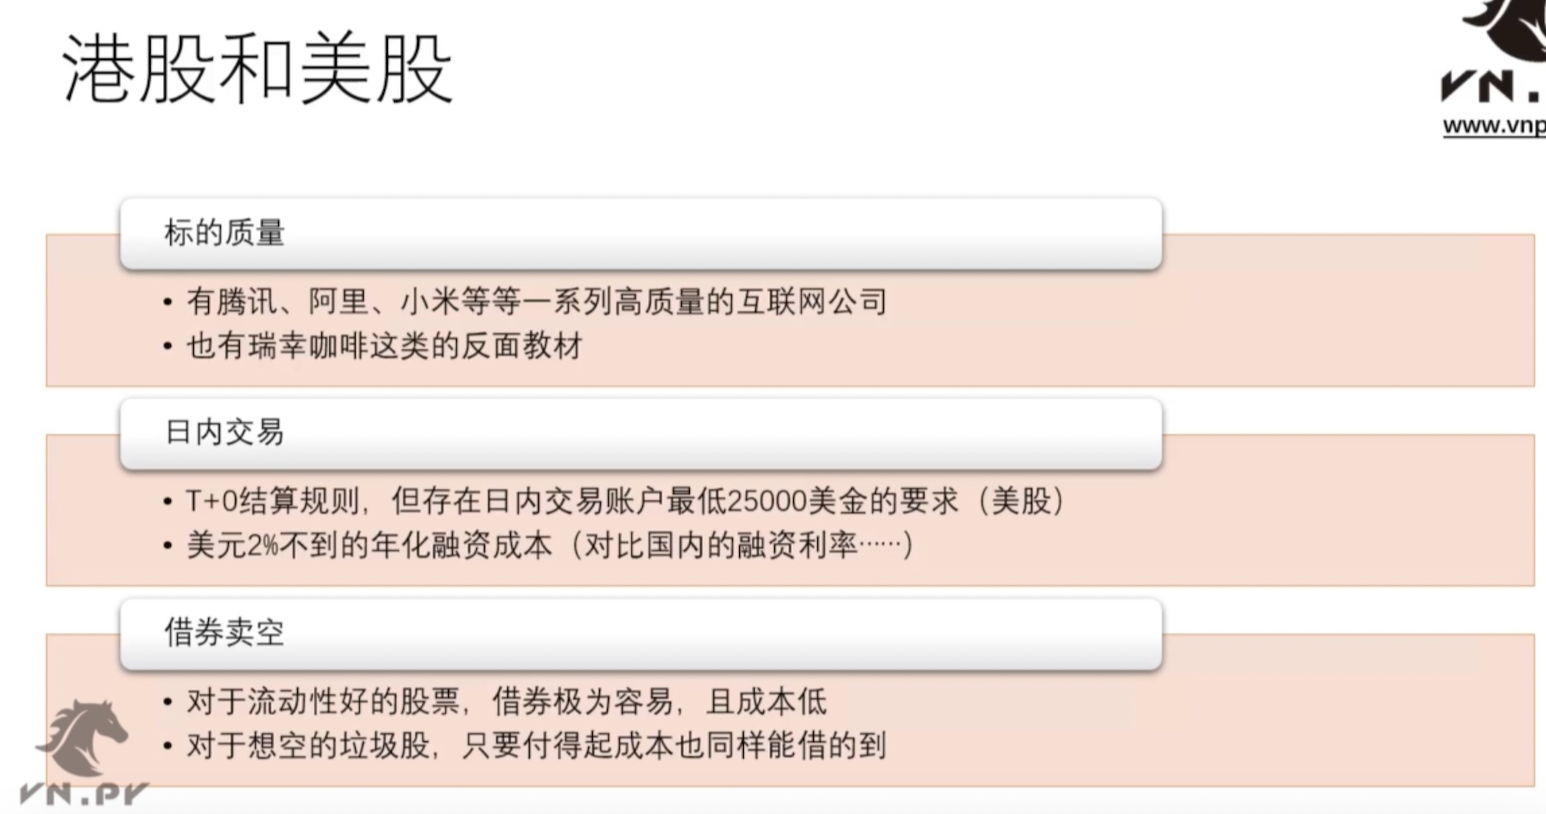 港股和美股
VN.
www.vnp
标的质量
• 有腾讯、阿里、小米等等一系列高质量的互联网公司
• 也有瑞幸咖啡这类的反面教材
日内交易
• T+0结算规则，但存在日内交易账户最低25000美金的要求（美股）
• 美元2%不到的年化融资成本（对比国内的融资利率……）
借券卖空
• 对于流动性好的股票，借券极为容易，且成本低
• 对于想空的垃圾股，只要付得起成本也同样能借的到
VN.PY